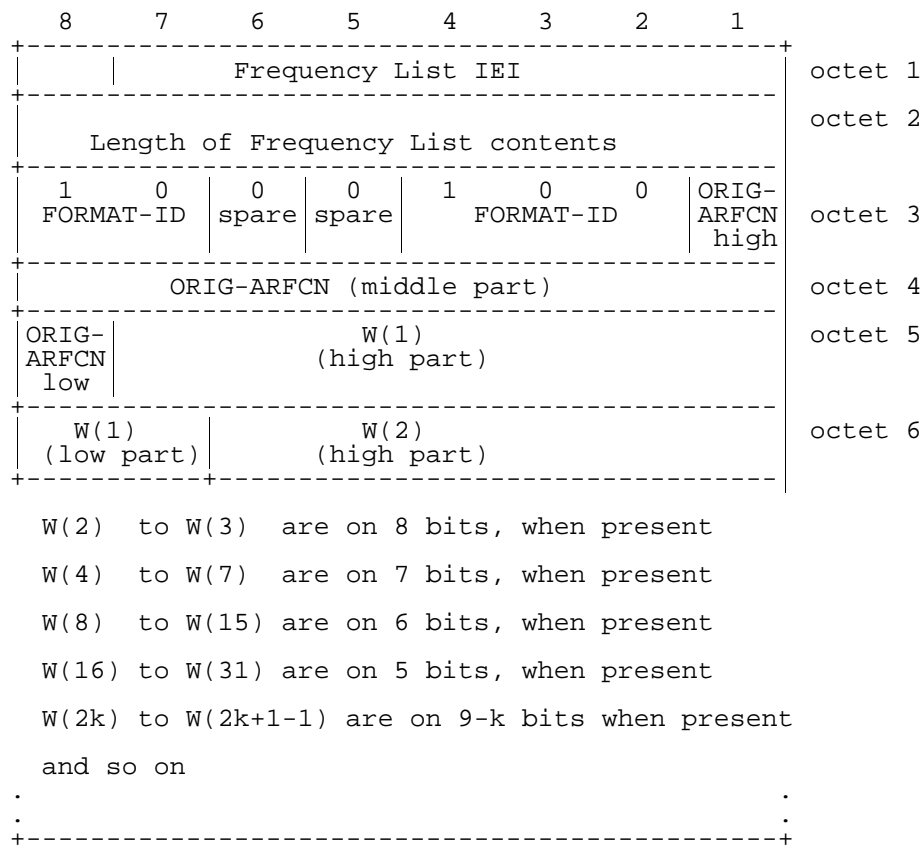 8 7 6 5 4 3 2 1
Frequency List IEI octet 1
octet 2
Length of Frequency List contents
1 0 0 0 1 0 0 ORIG-
FORMAT-ID spare spare FORMAT-ID ARFCN octet 3
high
ORIG-ARFCN (middle part) octet 4
ORIG- W(1) octet 5
ARFCN (high part)
low
W(1) W(2) octet 6
(low part) (high part)
W(2) to W(3) are on 8 bits, when present
W(4) to W(7) are on 7 bits, when present
W(8) to W(15) are on 6 bits, when present
W(16) to W(31) are on 5 bits, when present
W(2k) to W(2k+1-1) are on 9-k bits when present
and so on
. .
. .